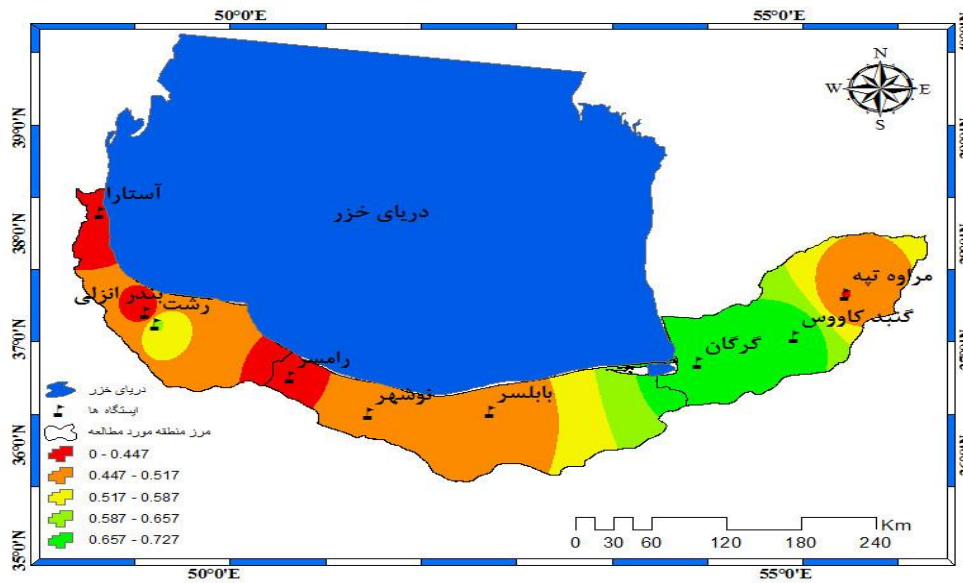 50°0'E 55°0'E
N
W E
S
39°0'N
38°0'N
37°0'N
36°0'N
35°0'N
آستارا
دریای خزر
بندر انزلی
رشت
رامسر
نوشهر
بابلسر
گرگان
گنبد کاووس
مراوه تپه
دریای خزر
ایستگاه ها
مرز منطقه مورد مطالعه
0 - 0.447
0.447 - 0.517
0.517 - 0.587
0.587 - 0.657
0.657 - 0.727
Km
0 30 60 120 180 240
50°0'E 55°0'E